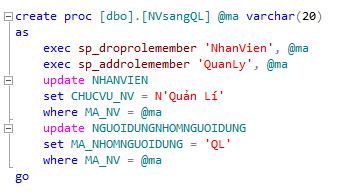 create proc [dbo].[NVsangQL] @ma varchar(20)
as
exec sp_droprolemember 'NhanVien', @ma
exec sp_addrolemember 'QuanLy', @ma
update NHANVIEN
set CHUCVU_NV = N'Quản Lí'
where MA_NV = @ma
update NGUOIDUNGNHOMNGUOIDUNG
set MA_NHOMNGUOIDUNG = 'QL'
where MA_NV = @ma
go